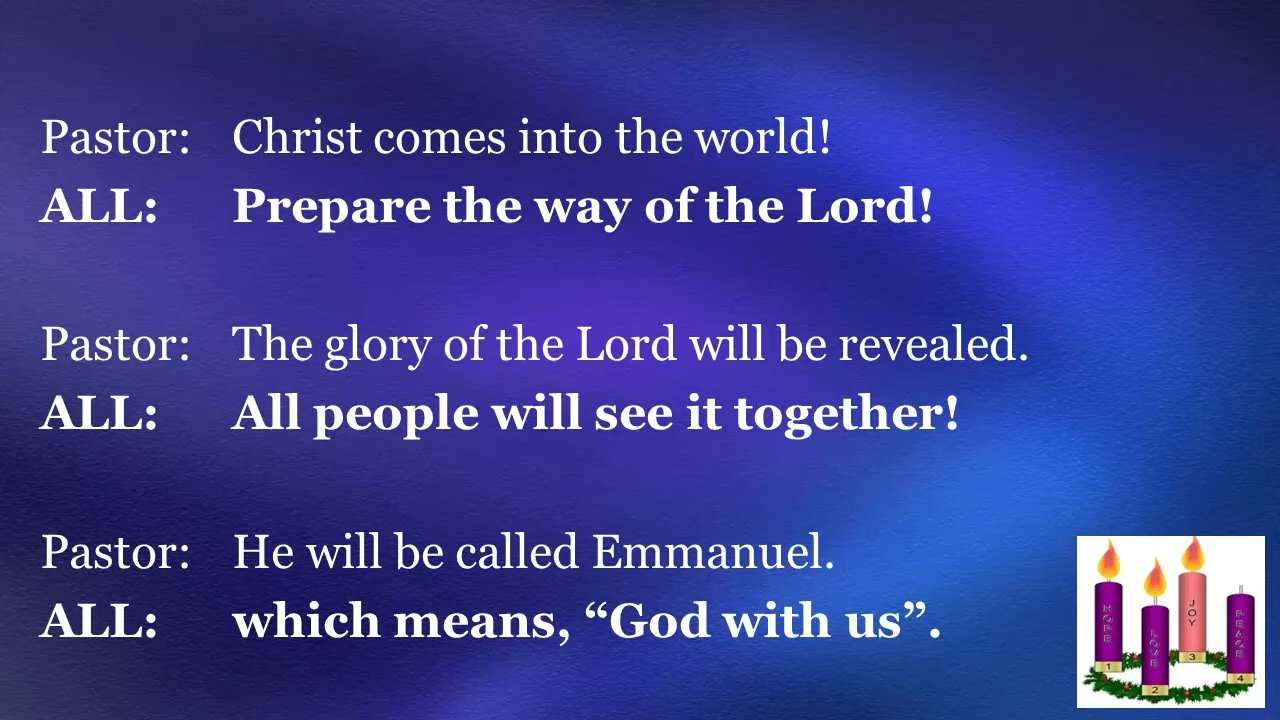 Pastor: Christ comes into the world!
ALL: Prepare the way of the Lord!
Pastor: The glory of the Lord will be revealed.
ALL: All people will see it together!
Pastor: He will be called Emmanuel.
ALL: which means, “God with us”.
HOPE
1
LOVE
2
JOY
3
PEACE
4